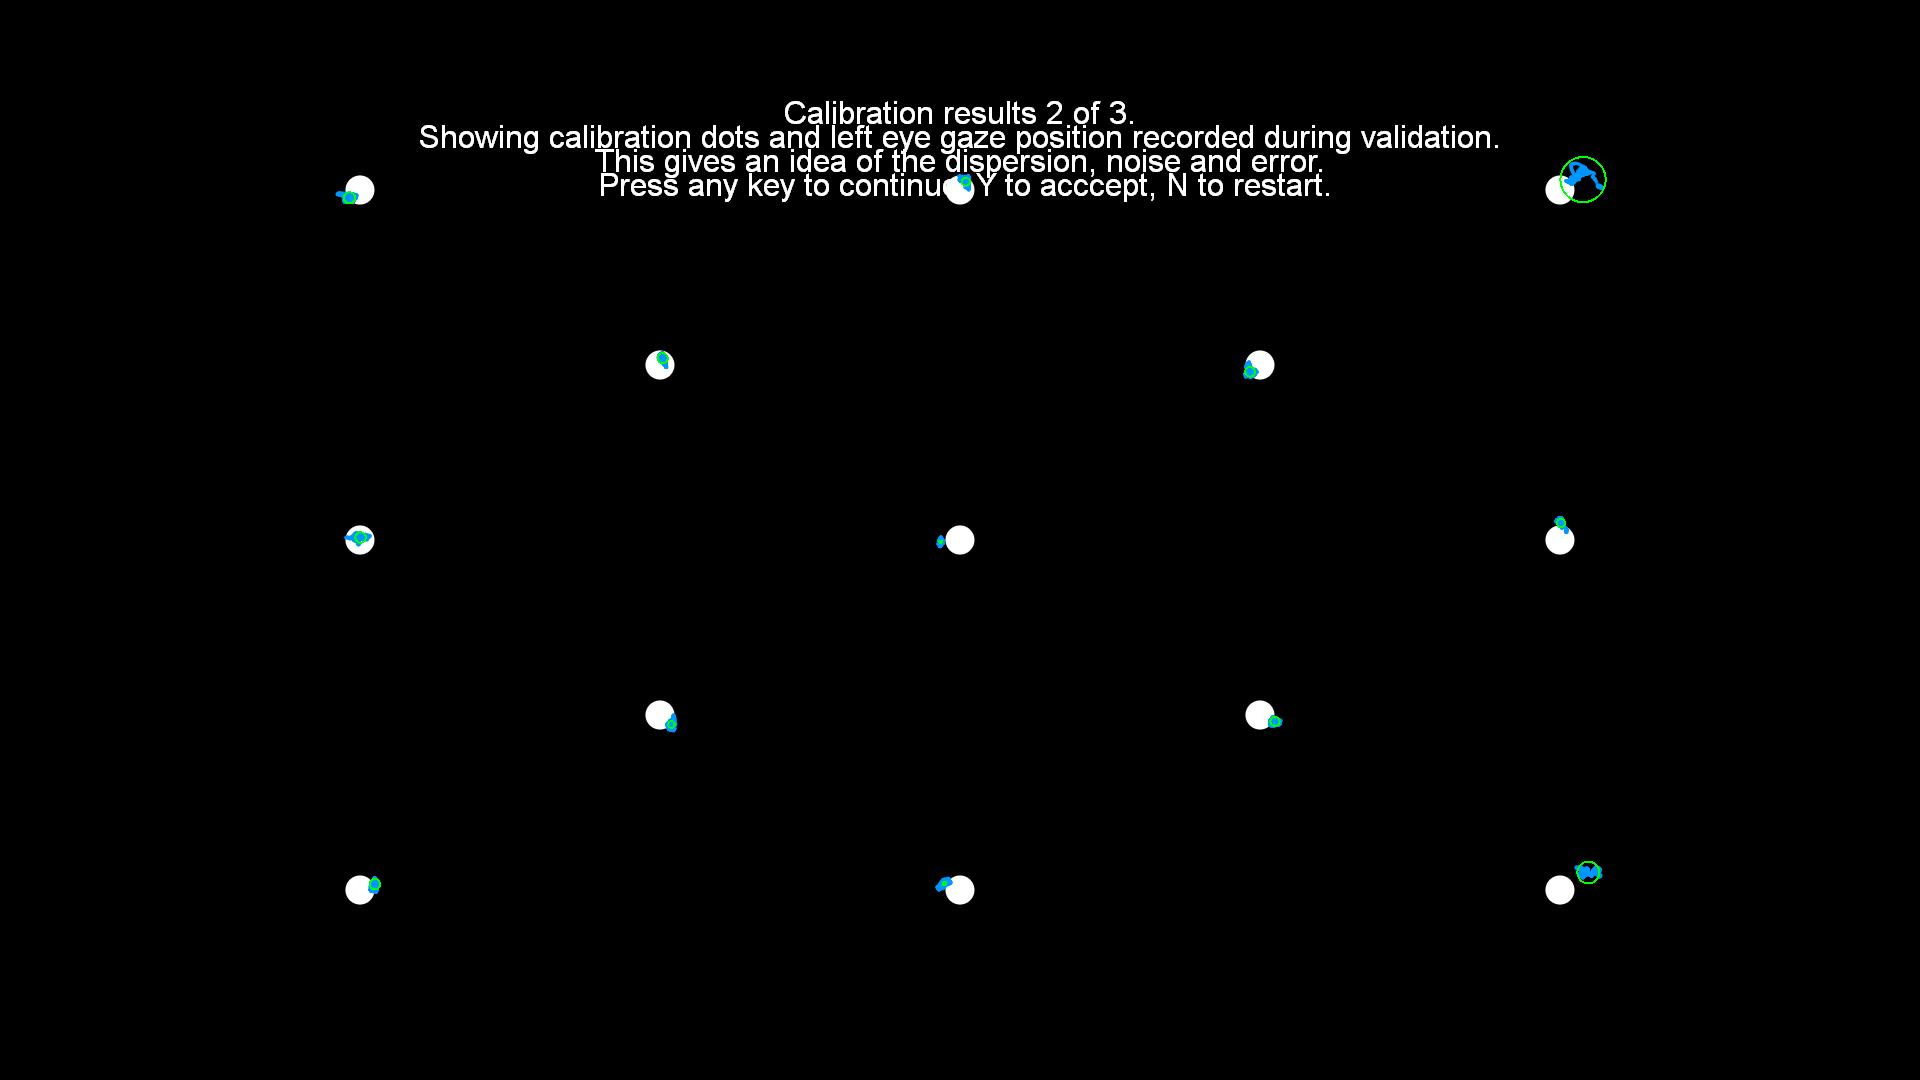 Calibration results 2 of 3.
Showing calibration dots and left eye gaze position recorded during validation.
This gives an idea of the dispersion, noise and error.
Press any key to continue Y to acccept, N to restart.